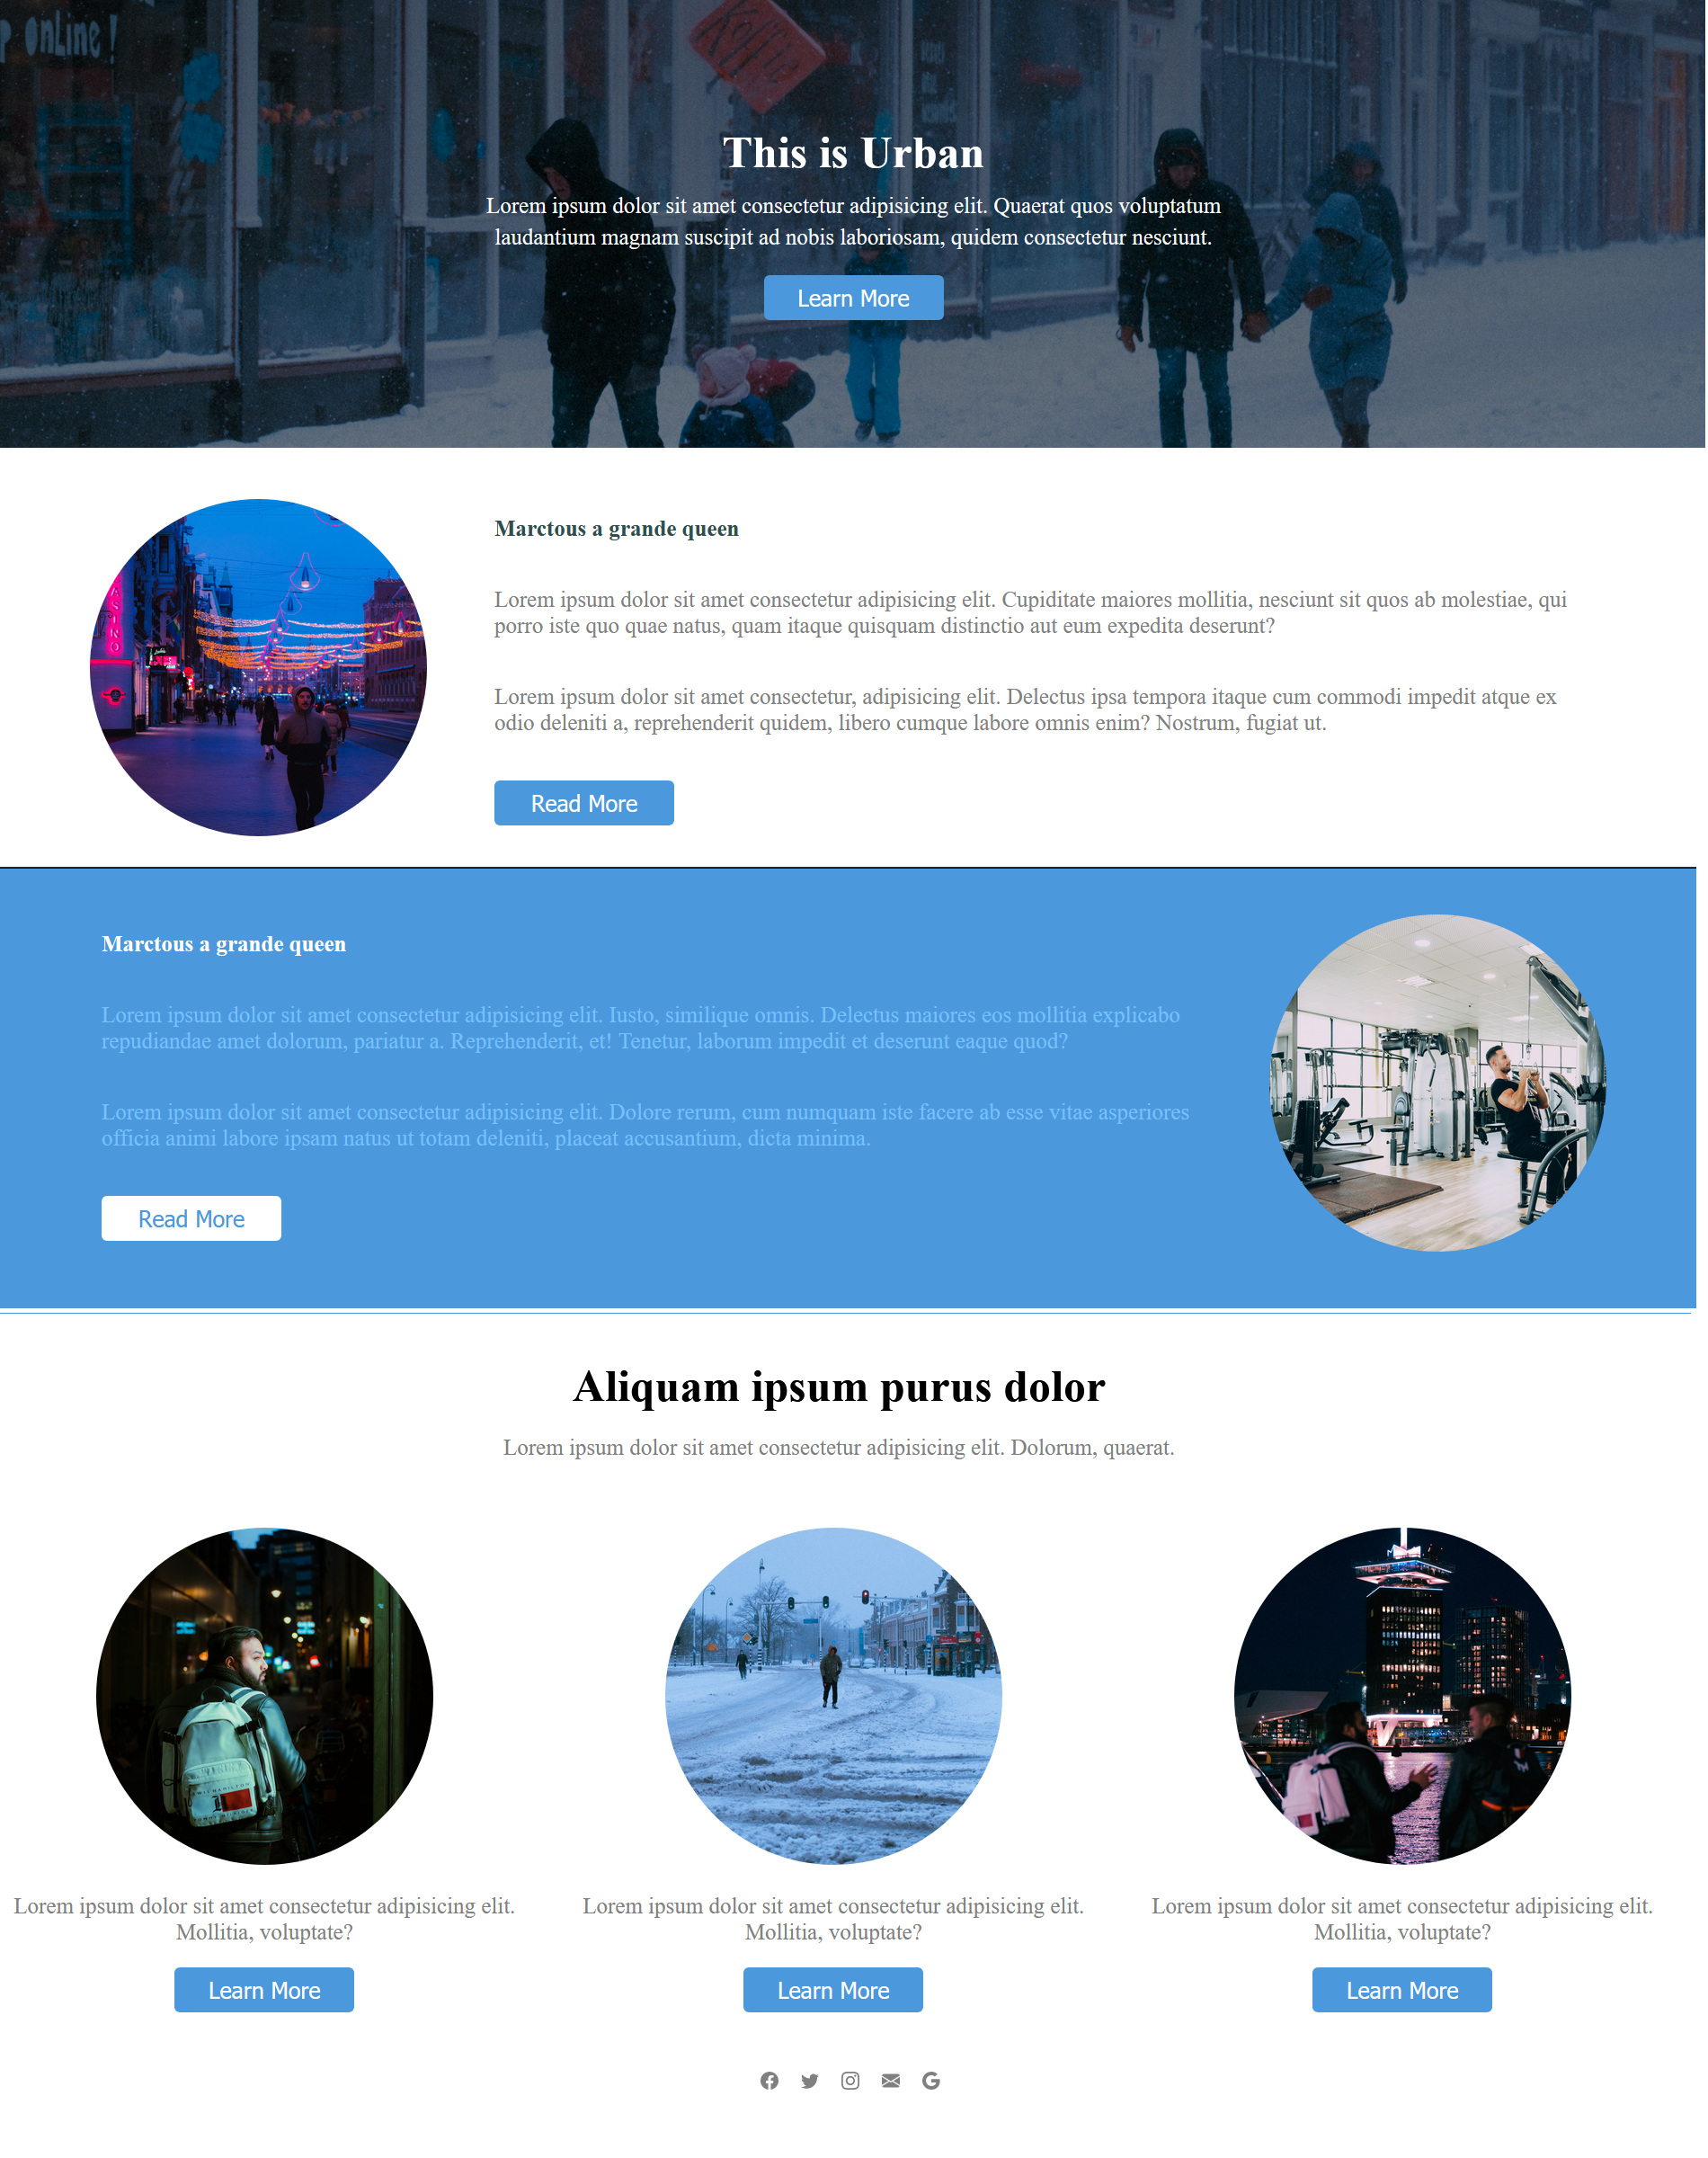 p online!
Koffie
This is Urban
Lorem ipsum dolor sit amet consectetur adipisicing elit. Quaerat quos voluptatum
laudantium magnam suscipit ad nobis laboriosam, quidem consectetur nesciunt.
Learn More
ASINO
Marctous a grande queen
Lorem ipsum dolor sit amet consectetur adipisicing elit. Cupiditate maiores mollitia, nesciunt sit quos ab molestiae, qui
porro iste quo quae natus, quam itaque quisquam distinctio aut eum expedita deserunt?
Lorem ipsum dolor sit amet consectetur, adipisicing elit. Delectus ipsa tempora itaque cum commodi impedit atque ex
odio deleniti a, reprehenderit quidem, libero cumque labore omnis enim? Nostrum, fugiat ut.
Read More
Marctous a grande queen
Lorem ipsum dolor sit amet consectetur adipisicing elit. Iusto, similique omnis. Delectus maiores eos mollitia explicabo
repudiandae amet dolorum, pariatur a. Reprehenderit, et! Tenetur, laborum impedit et deserunt eaque quod?
Lorem ipsum dolor sit amet consectetur adipisicing elit. Dolore rerum, cum numquam iste facere ab esse vitae asperiores
officia animi labore ipsam natus ut totam deleniti, placeat accusantium, dicta minima.
Read More
Aliquam ipsum purus dolor
Lorem ipsum dolor sit amet consectetur adipisicing elit. Dolorum, quaerat.
Lorem ipsum dolor sit amet consectetur adipisicing elit.
Mollitia, voluptate?
Learn More
Lorem ipsum dolor sit amet consectetur adipisicing elit.
Mollitia, voluptate?
Learn More
Lorem ipsum dolor sit amet consectetur adipisicing elit.
Mollitia, voluptate?
Learn More